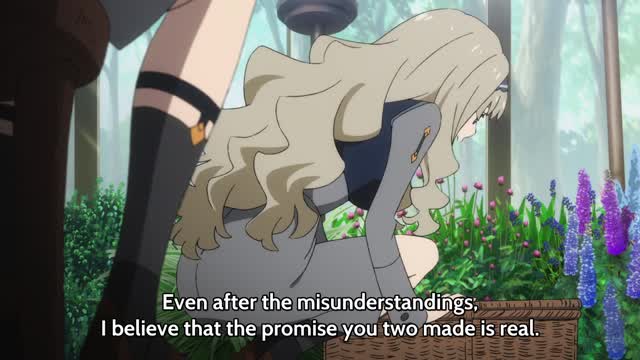 Even after the misunderstandings,
I believe that the promise you two made is real.